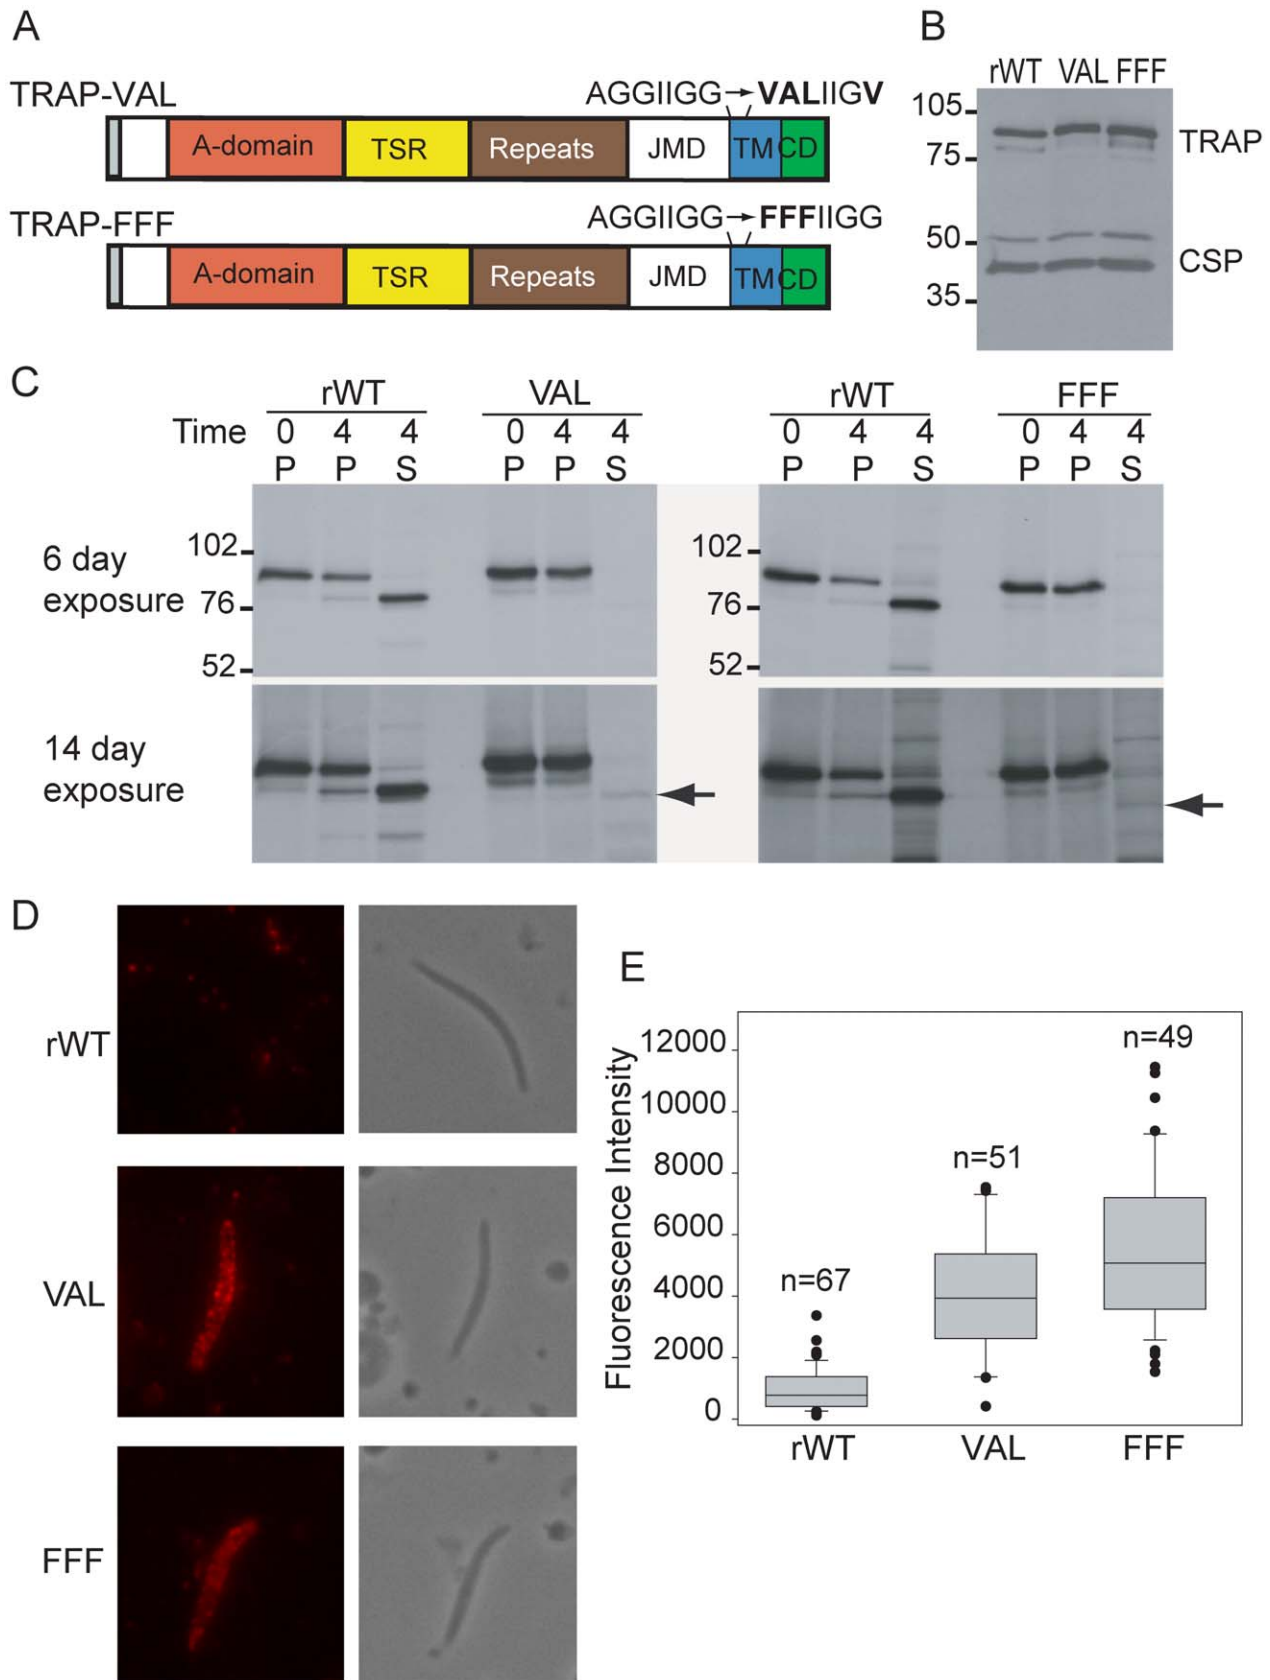 A
TRAP-VAL
AGGIIGG→VALIIGV
A-domain TSR Repeats JMD TM CD
TRAP-FFF
AGGIIGG→FFFIIGG
A-domain TSR Repeats JMD TM CD
B
rWT VAL FFF
105
75
50
35
TRAP
CSP
C
rWT VAL rWT FFF
Time 0 4 4 0 4 4 0 4 4 0 4 4
P P S P P S P P S P P S
6 day
exposure
102
76
52
102
76
52
14 day
exposure
D
rWT
VAL
FFF
E
Fluorescence Intensity
12000
10000
8000
6000
4000
2000
0
n=67
n=51
n=49
rWT VAL FFF